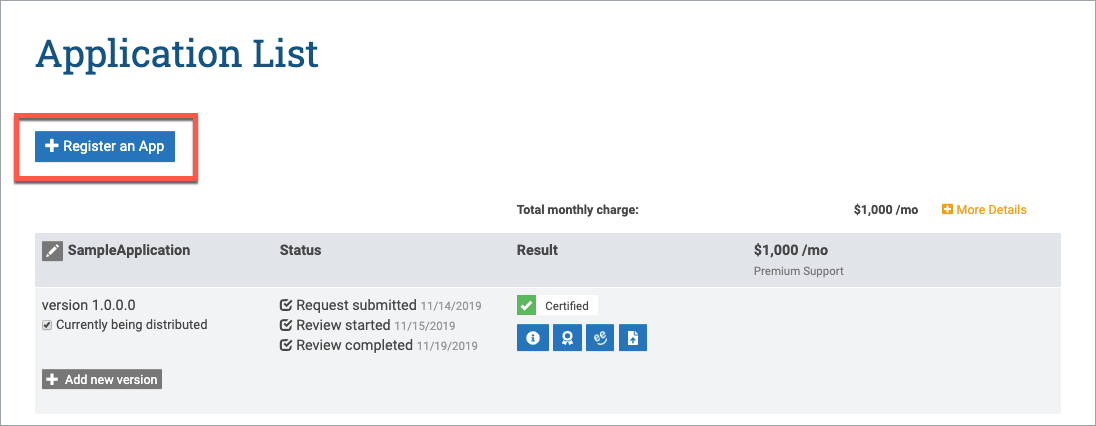 Application List
Register an App
Total monthly charge: $1,000 /mo More Details
SampleApplication Status Result $1,000 /mo
Premium Support
version 1.0.0.0 Request submitted 11/14/2019 Certified
Currently being distributed Review started 11/15/2019
Review completed 11/19/2019
Add new version